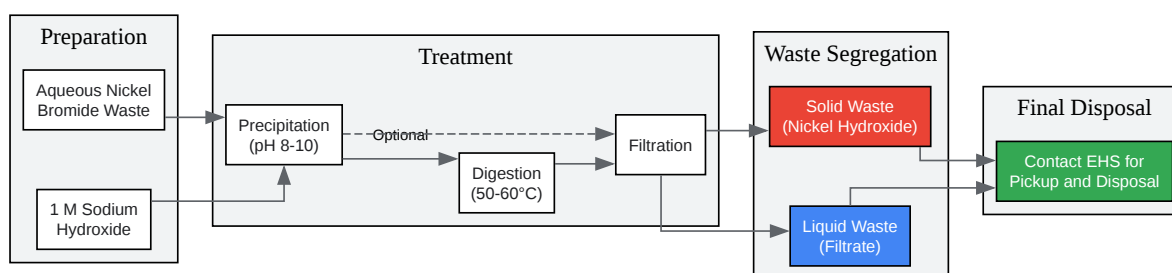 Preparation
Aqueous Nickel
Bromide Waste
1 M Sodium
Hydroxide
Treatment
Precipitation
(pH 8-10)
Optional
Digestion
(50-60°C)
Filtration
Waste Segregation
Solid Waste
(Nickel Hydroxide)
Liquid Waste
(Filtrate)
Final Disposal
Contact EHS for
Pickup and Disposal